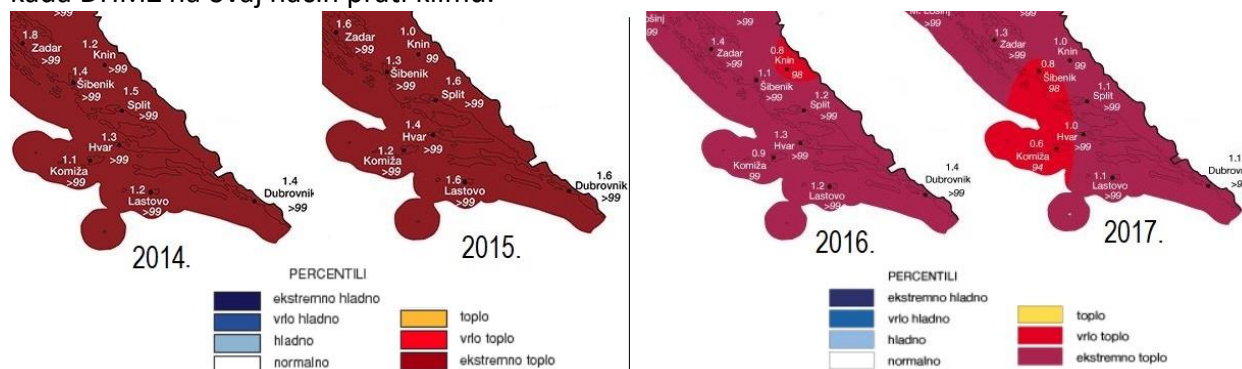 kada DHMZ na ovaj način prati klimu.
1.8
Zadar
>99
1.2
Knin
>99
1.4
Šibenik
>99
1.5
Split
>99
1.3
Hvar
>99
1.1
Komiža
>99
1.2
Lastovo
>99
1.4
Dubrovnik
>99
2014.
1.6
Zadar
>99
1.0
Knin
99
1.3
Šibenik
>99
1.6
Split
>99
1.4
Hvar
>99
1.2
Komiža
>99
1.6
Lastovo
>99
1.6
Dubrovnik
>99
2015.
PERCENTILI
ekstremno hladno
vrlo hladno
hladno
normalno
toplo
vrlo toplo
ekstremno toplo
1.4
Zadar
>99
0.8
Knin
98
1.1
Šibenik
>99
1.2
Split
>99
1.3
Hvar
>99
0.9
Komiža
99
1.2
Lastovo
>99
1.4
Dubrovnik
>99
2016.
1.3
Zadar
>99
1.0
Knin
99
0.8
Šibenik
98
1.1
Split
>99
1.0
Hvar
>99
0.6
Komiža
94
1.1
Lastovo
>99
1.1
Dubrovnik
2017.
PERCENTILI
ekstremno hladno
vrlo hladno
hladno
normalno
toplo
vrlo toplo
ekstremno toplo